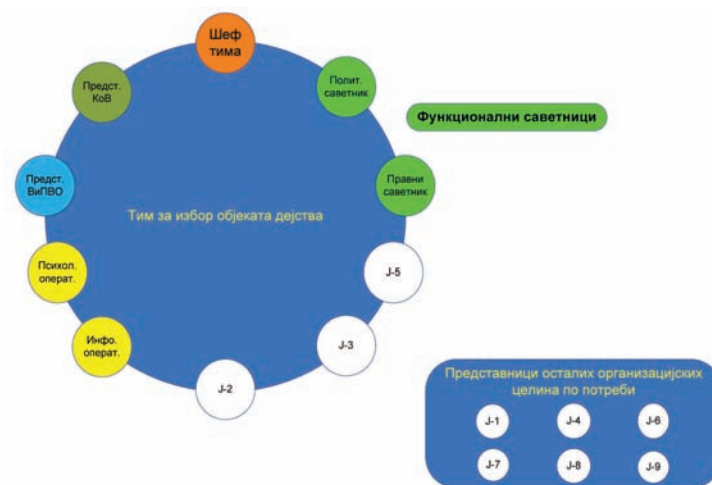 Шеф
тима
Предст.
КоВ
Полит.
саветник
Функционални саветници
Предст.
ВиПВО
Правни
саветник
Тим за избор објеката дејства
Психол.
операт.
Ј-5
Инфо.
операт.
Ј-3
Ј-2
Представници осталих организацијских
целина по потреби
Ј-1 Ј-4 Ј-6
Ј-7 Ј-8 Ј-9